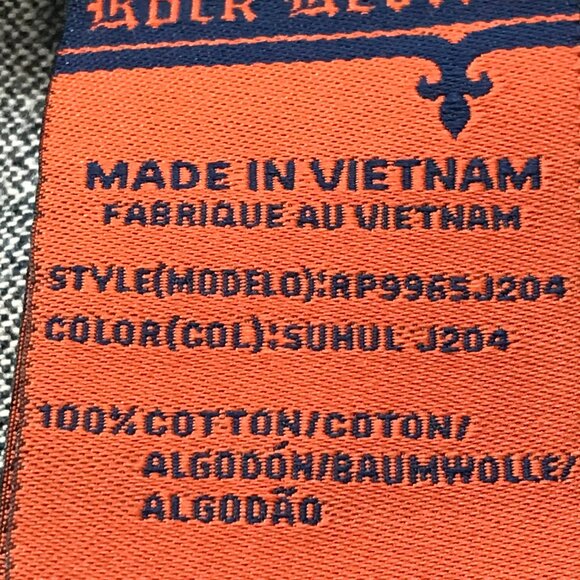 Rock
MADE IN VIETNAM
FABRIQUE AU VIETNAM
STYLE(MODELO):RP9965J204
COLOR(COL):SUHUL J204
100% COTTON/COTON/
ALGODÓN/BAUMWOLLE/
ALGODÃO